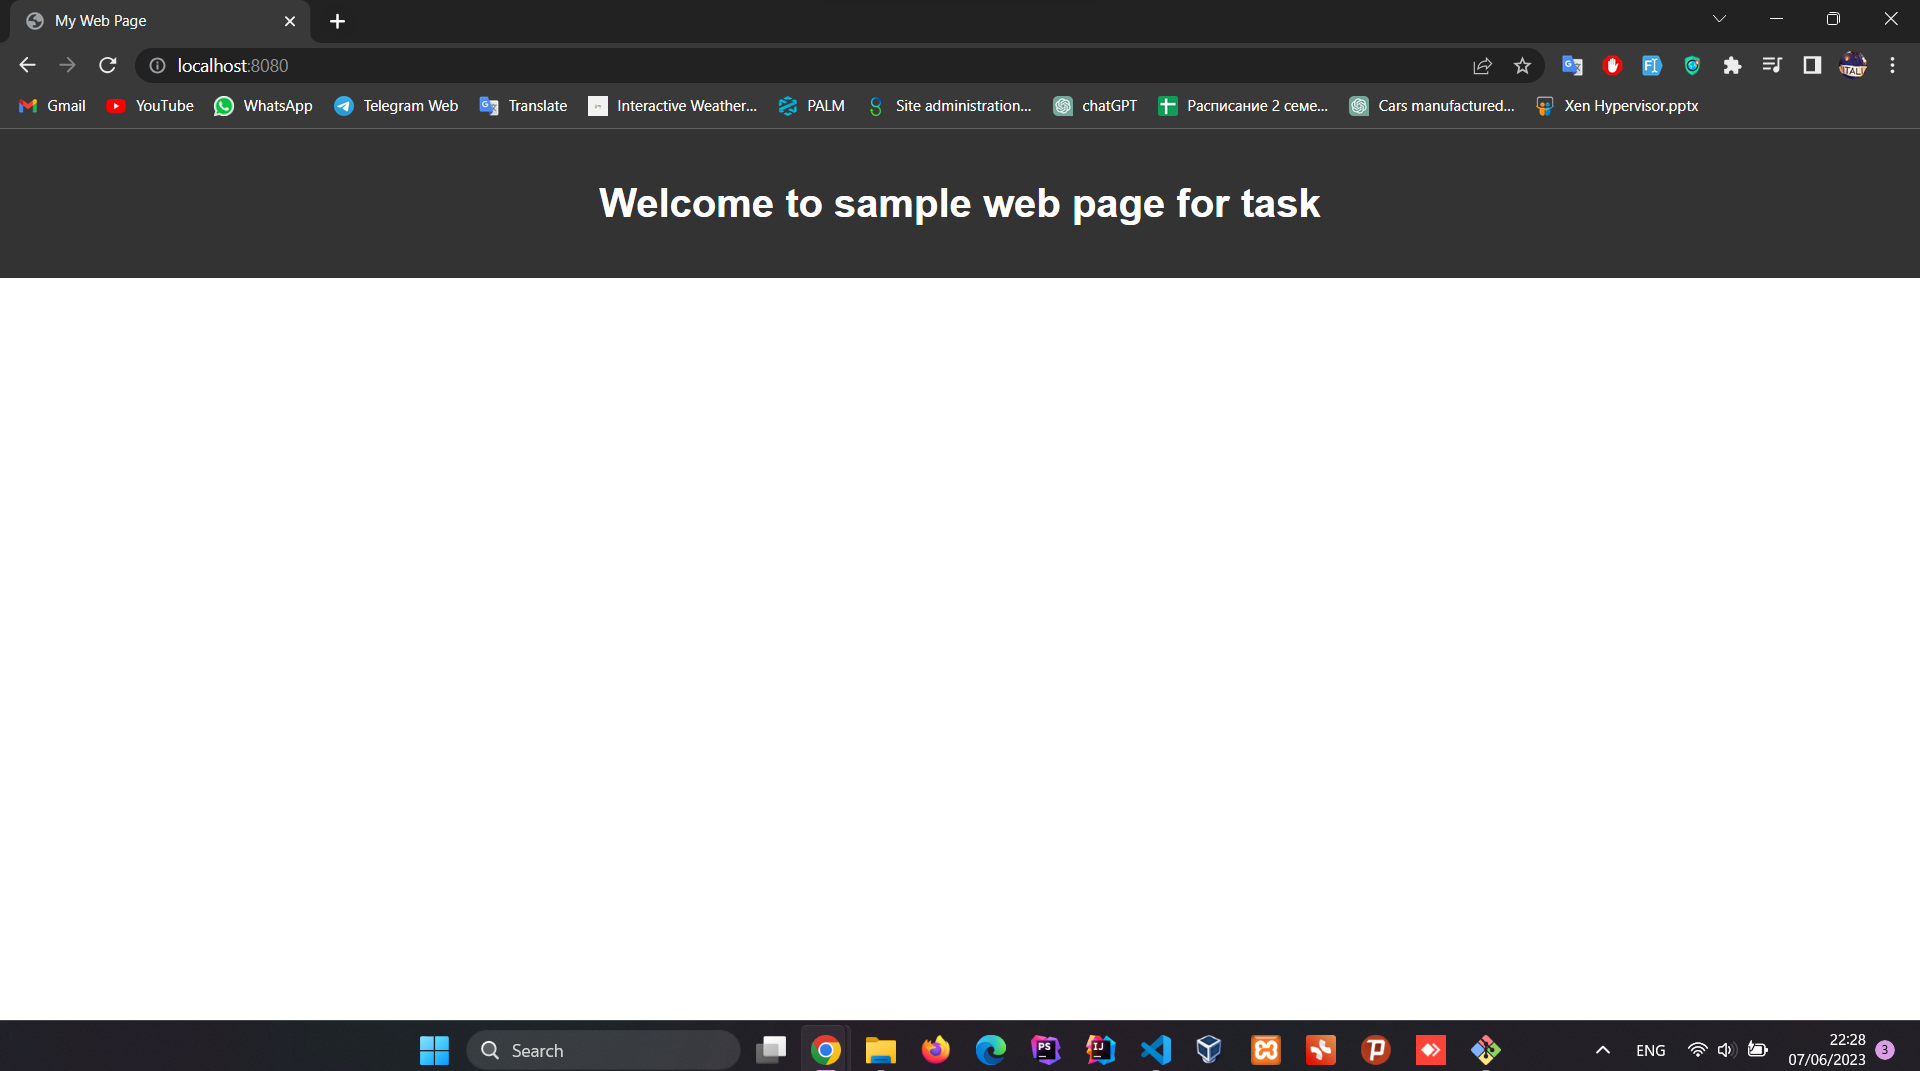 My Web Page
localhost:8080
Gmail YouTube WhatsApp Telegram Web Translate Interactive Weather... PALM Site administration... chatGPT Расписание 2 семе... Cars manufactured... Xen Hypervisor.pptx
Welcome to sample web page for task
Search
ENG
22:28
07/06/2023
3